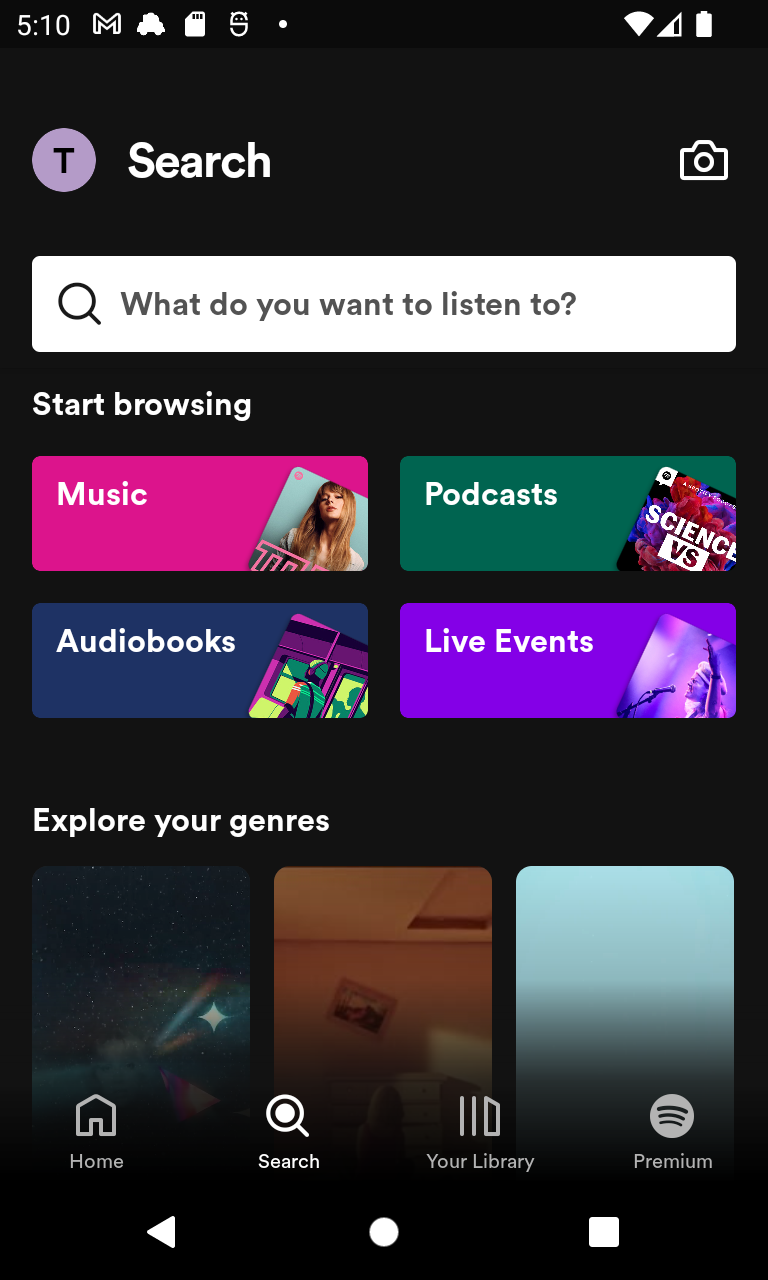 5:10
T
Search
What do you want to listen to?
Start browsing
Music
Podcasts
SCIENCE
VS
Audiobooks
Live Events
Explore your genres
Home
Search
Your Library
Premium